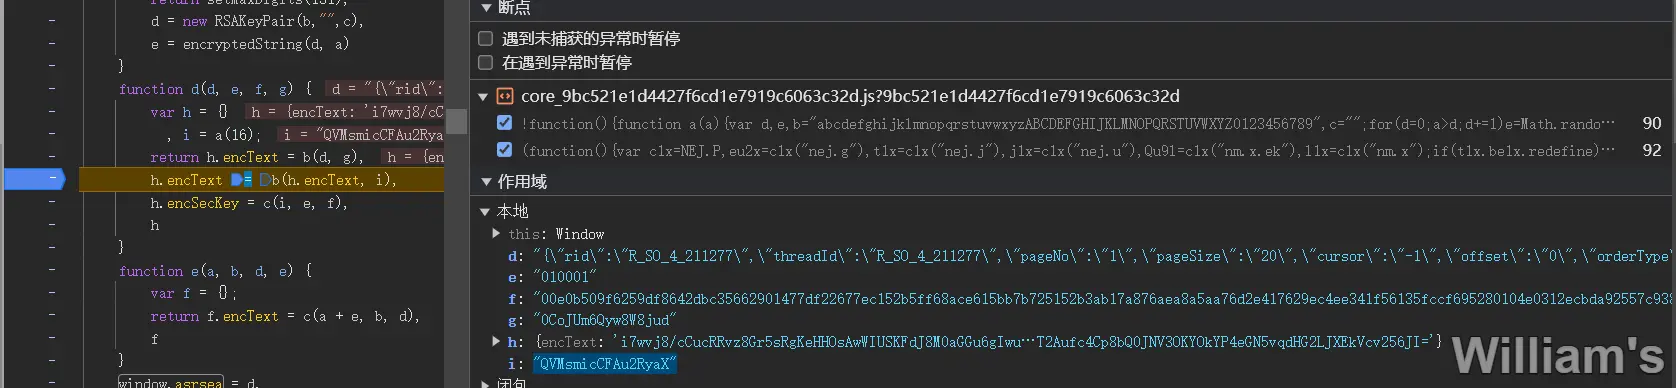 return setMaxDigits(131),
d = new RSAKeyPair(b,"",c),
e = encryptedString(d, a)
}
function d(d, e, f, g) { d = "{\"rid\":
var h = {} h = {encText: 'i7wvj8/cC
, i = a(16); i = "QVMsmicCFAu2Rya
return h.encText = b(d, g), h = {en
h.encText = b(h.encText, i),
h.encSecKey = c(i, e, f),
h
}
function e(a, b, d, e) {
var f = {};
return f.encText = c(a + e, b, d),
f
}
window.asrsea = d,
断点
遇到未捕获的异常时暂停
在遇到异常时暂停
core_9bc521e1d4427f6cd1e7919c6063c32d.js?9bc521e1d4427f6cd1e7919c6063c32d
!function(){function a(a){var d,e,b="abcdefghijklmnopqrstuvwxyzABCDEFGHIJKLMNOPQRSTUVWXYZ0123456789",c="";for(d=0;a>d;d+=1)e=Math.rando… 90
(function(){var c1x=NEJ.P,eu2x=c1x("nej.g"),t1x=c1x("nej.j"),j1x=c1x("nej.u"),Qu9l=c1x("nm.x.ek"),l1x=c1x("nm.x");if(t1x.be1x.redefine)… 92
作用域
本地
this: Window
d: "{\"rid\":\"R_SO_4_211277\",\"threadId\":\"R_SO_4_211277\",\"pageNo\":\"1\",\"pageSize\":\"20\",\"cursor\":\"-1\",\"offset\":\"0\",\"orderType
e: "010001"
f: "00e0b509f6259df8642dbc35662901477df22677ec152b5ff68ace615bb7b725152b3ab17a876aea8a5aa76d2e417629ec4ee341f56135fccf695280104e0312ecbda92557c938
g: "0CoJUm6Qyw8W8jud"
h: {encText: 'i7wvj8/cCucRRvz8Gr5sRgKeHHOsAwWIUSKFdJ8M0aGGu6gIwu…T2Aufc4Cp8bQ0JNV3OKYOkYP4eGN5vqdHG2LJXEkVcv256JI='}
i: "QVMsmicCFAu2RyaX"
闭包
William's